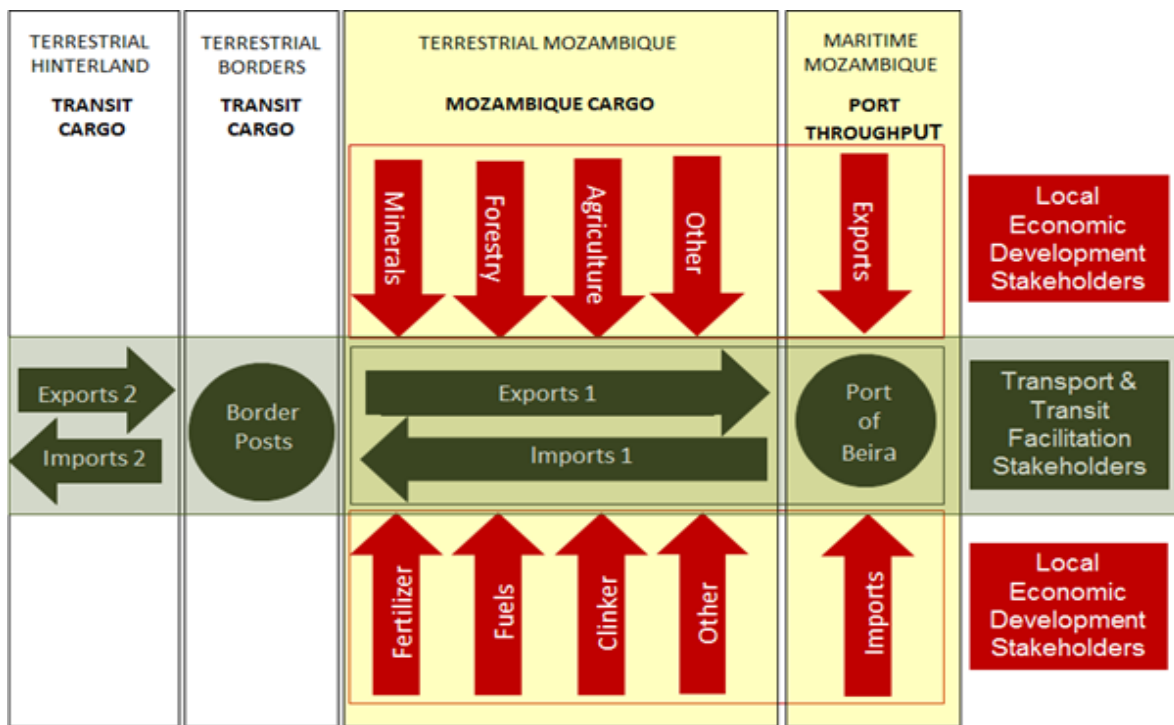 TERRESTRIAL
HINTERLAND
TRANSIT
CARGO
TERRESTRIAL
BORDERS
TRANSIT
CARGO
TERRESTRIAL MOZAMBIQUE
MOZAMBIQUE CARGO
MARITIME
MOZAMBIQUE
PORT
THROUGHPUT
Minerals
Forestry
Agriculture
Other
Exports
Local
Economic
Development
Stakeholders
Exports 2
Imports 2
Border
Posts
Exports 1
Imports 1
Port
of
Beira
Transport &
Transit
Facilitation
Stakeholders
Fertilizer
Fuels
Clinker
Other
Imports
Local
Economic
Development
Stakeholders